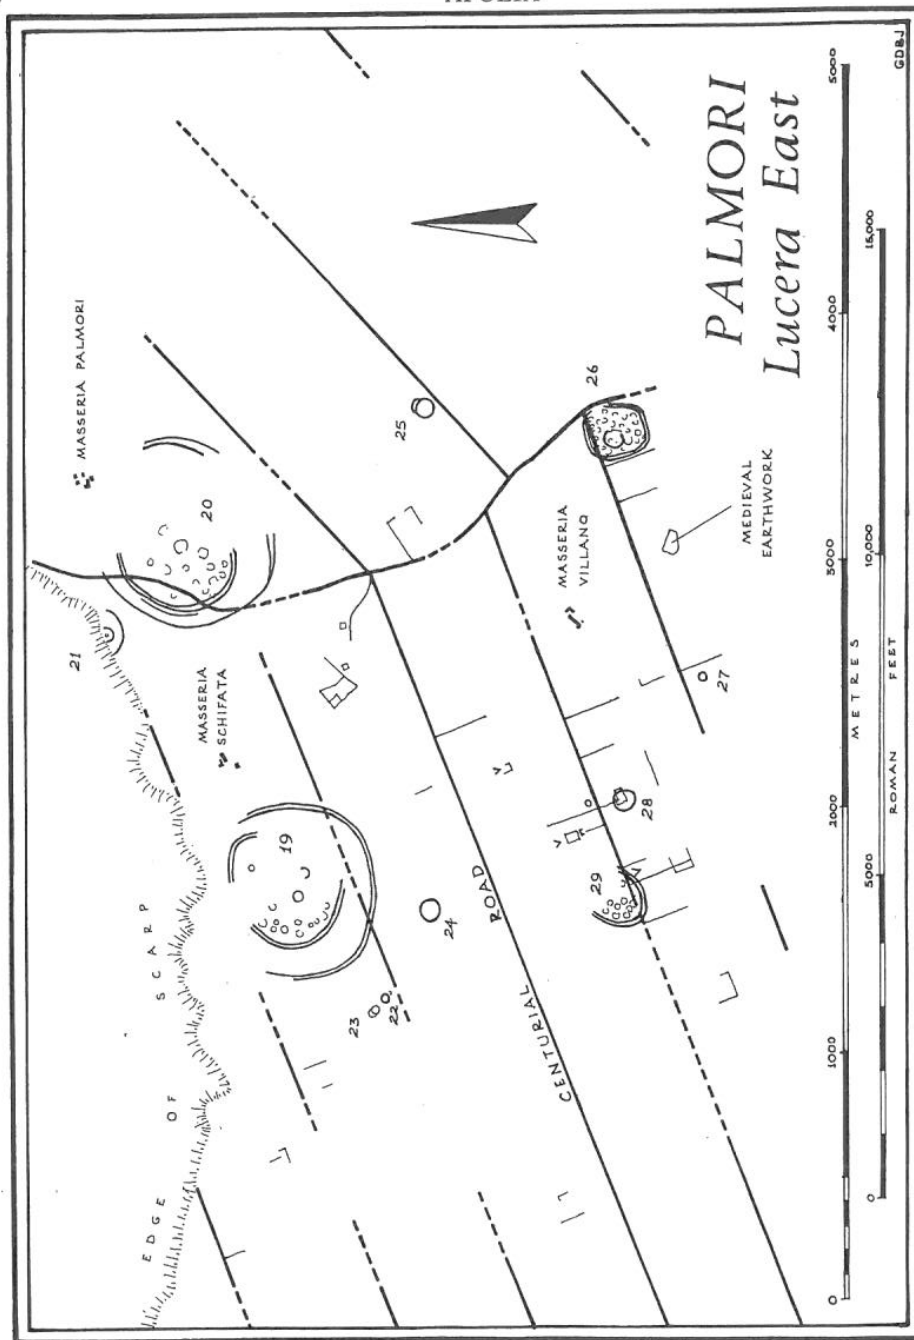 APULIA
PALMORI
Lucera East
MASSERIA PALMORI
20
21
MASSERIA
SCHIFATA
19
23
22
24
25
26
MASSERIA
VILLANO
MEDIEVAL
EARTHWORK
27
28
29
V
V
EDGE OF SCARP
CENTURIAL ROAD
0
1000
2000
3000
4000
5000
METRES
0
5000
10,000
15,000
ROMAN FEET
GDBJ